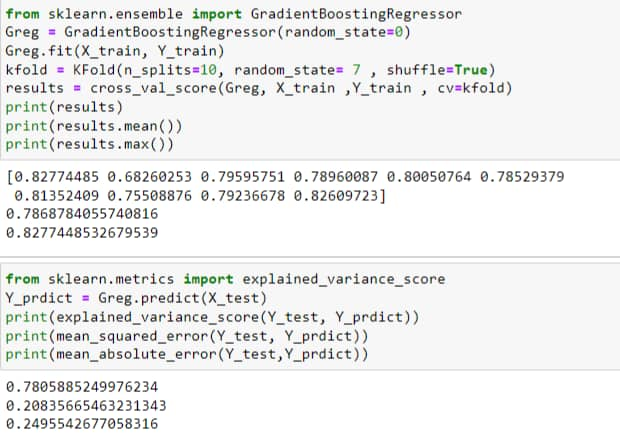 from sklearn.ensemble import GradientBoostingRegressor
Greg = GradientBoostingRegressor(random_state=0)
Greg.fit(X_train, Y_train)
kfold = KFold(n_splits=10, random_state= 7 , shuffle=True)
results = cross_val_score(Greg, X_train ,Y_train , cv=kfold)
print(results)
print(results.mean())
print(results.max())
[0.82774485 0.68260253 0.79595751 0.78960087 0.80050764 0.78529379
0.81352409 0.75508876 0.79236678 0.82609723]
0.7868784055740816
0.8277448532679539
from sklearn.metrics import explained_variance_score
Y_prdict = Greg.predict(X_test)
print(explained_variance_score(Y_test, Y_prdict))
print(mean_squared_error(Y_test, Y_prdict))
print(mean_absolute_error(Y_test,Y_prdict))
0.7805885249976234
0.20835665463231343
0.2495542677058316